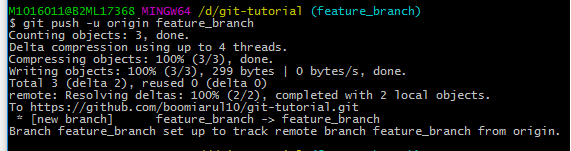 M1016011@B2ML17368 MINGW64 /d/git-tutorial (feature_branch)
$ git push -u origin feature_branch
Counting objects: 3, done.
Delta compression using up to 4 threads.
Compressing objects: 100% (3/3), done.
Writing objects: 100% (3/3), 299 bytes | 0 bytes/s, done.
Total 3 (delta 2), reused 0 (delta 0)
remote: Resolving deltas: 100% (2/2), completed with 2 local objects.
To https://github.com/boomiarul10/git-tutorial.git
 * [new branch]      feature_branch -> feature_branch
Branch feature_branch set up to track remote branch feature_branch from origin.